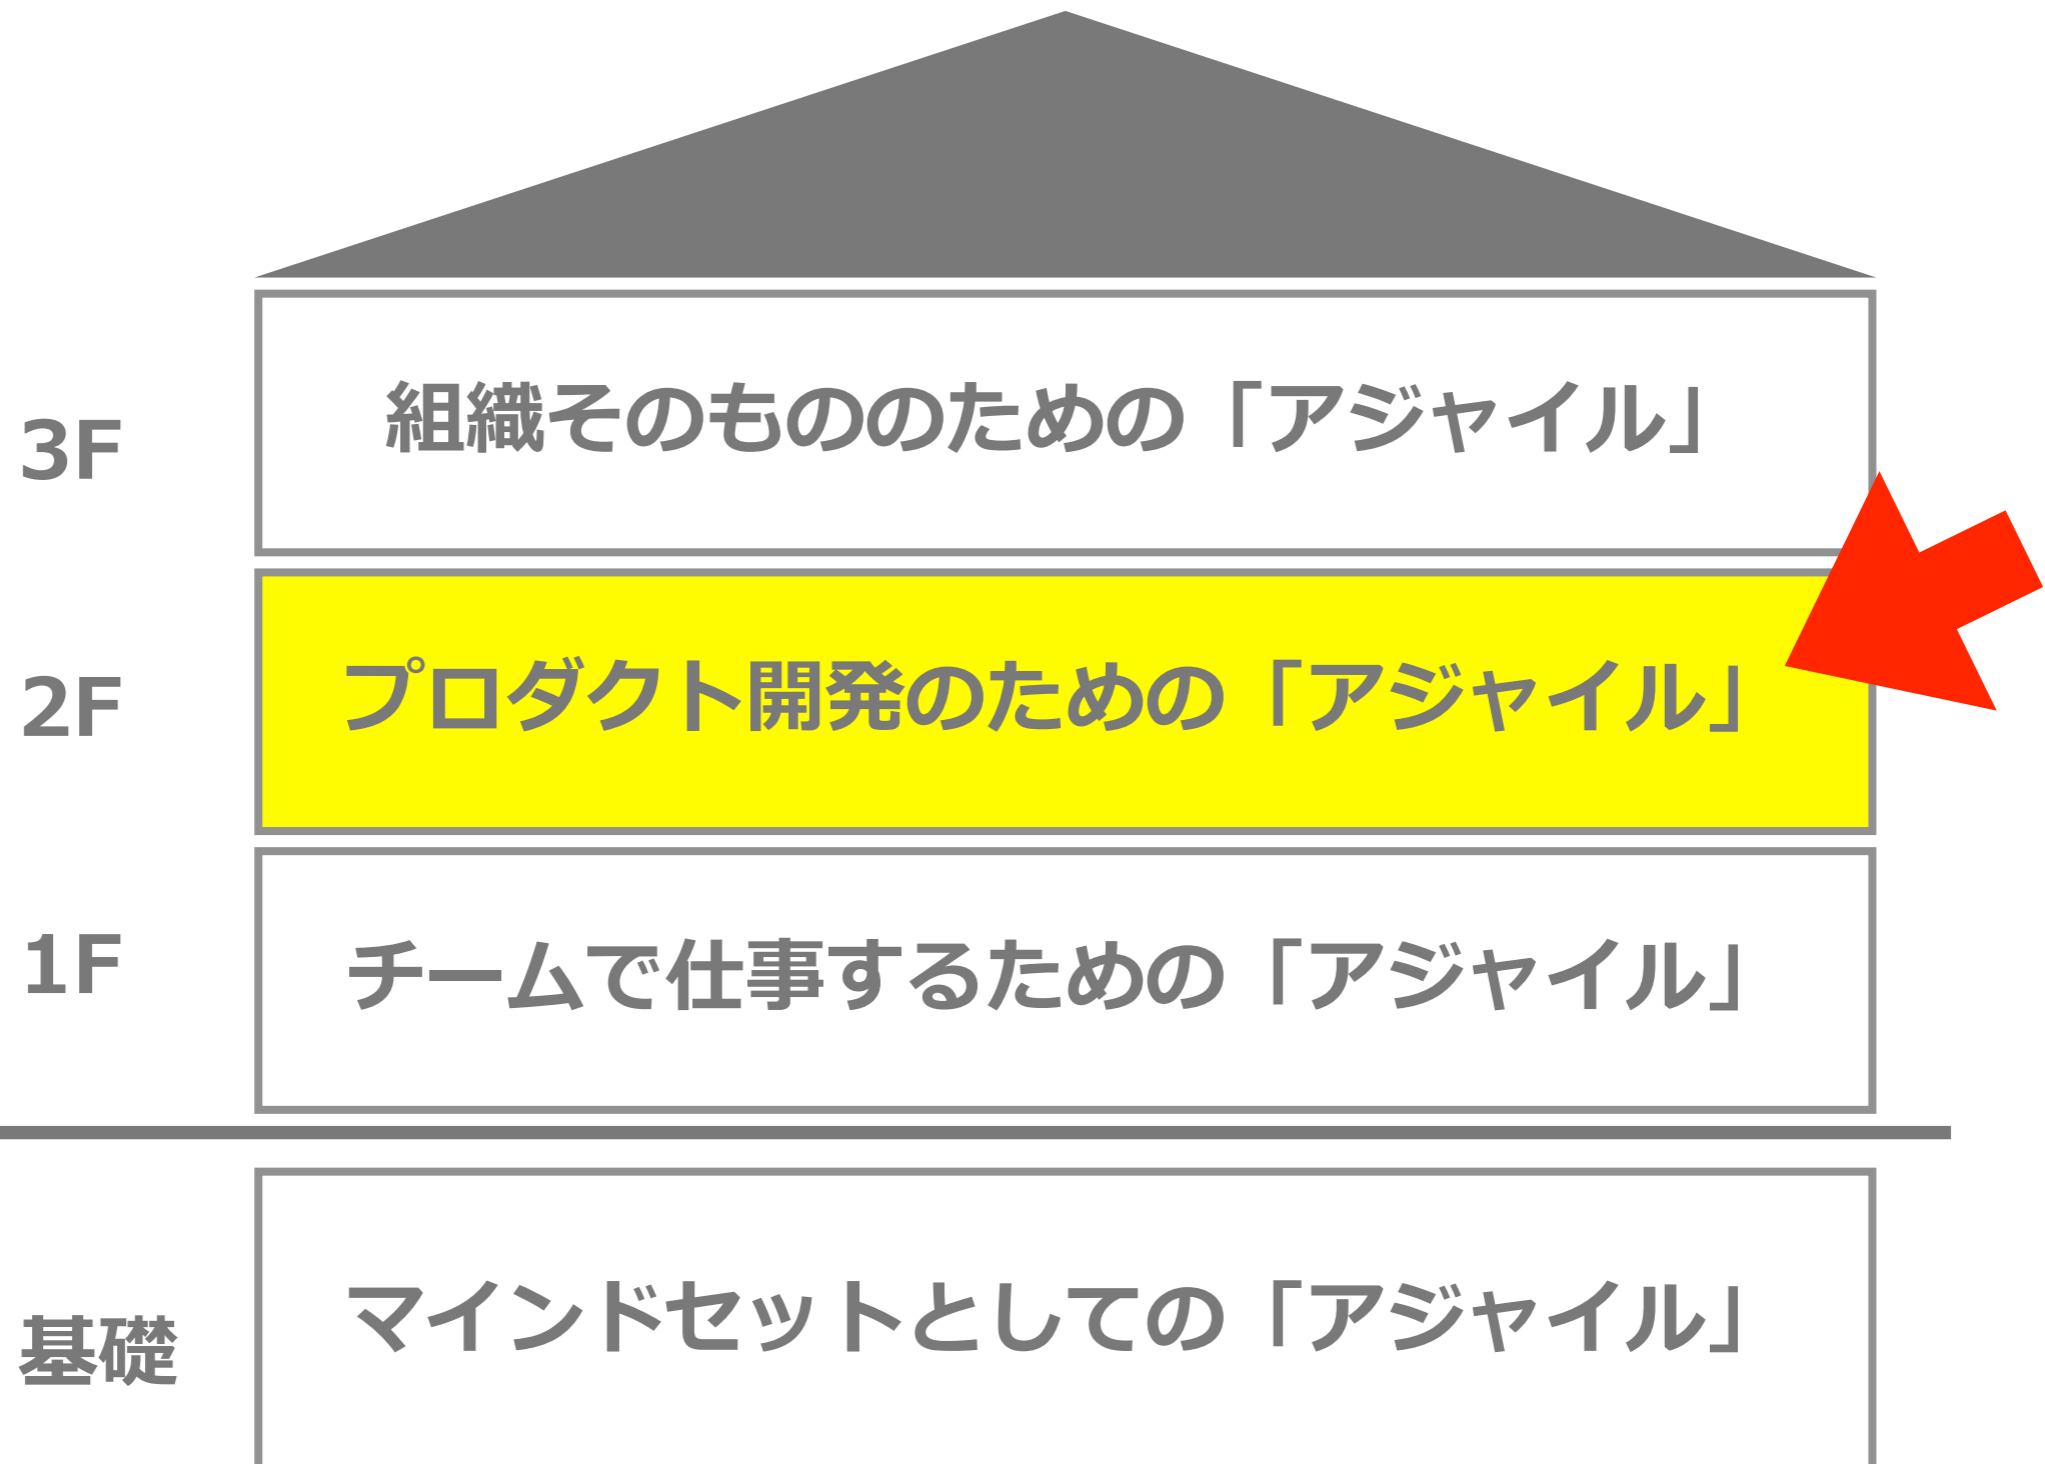 3F
組織そのもののための「アジャイル」
2F
プロダクト開発のための「アジャイル」
1F
チームで仕事するための「アジャイル」
基礎
マインドセットとしての「アジャイル」